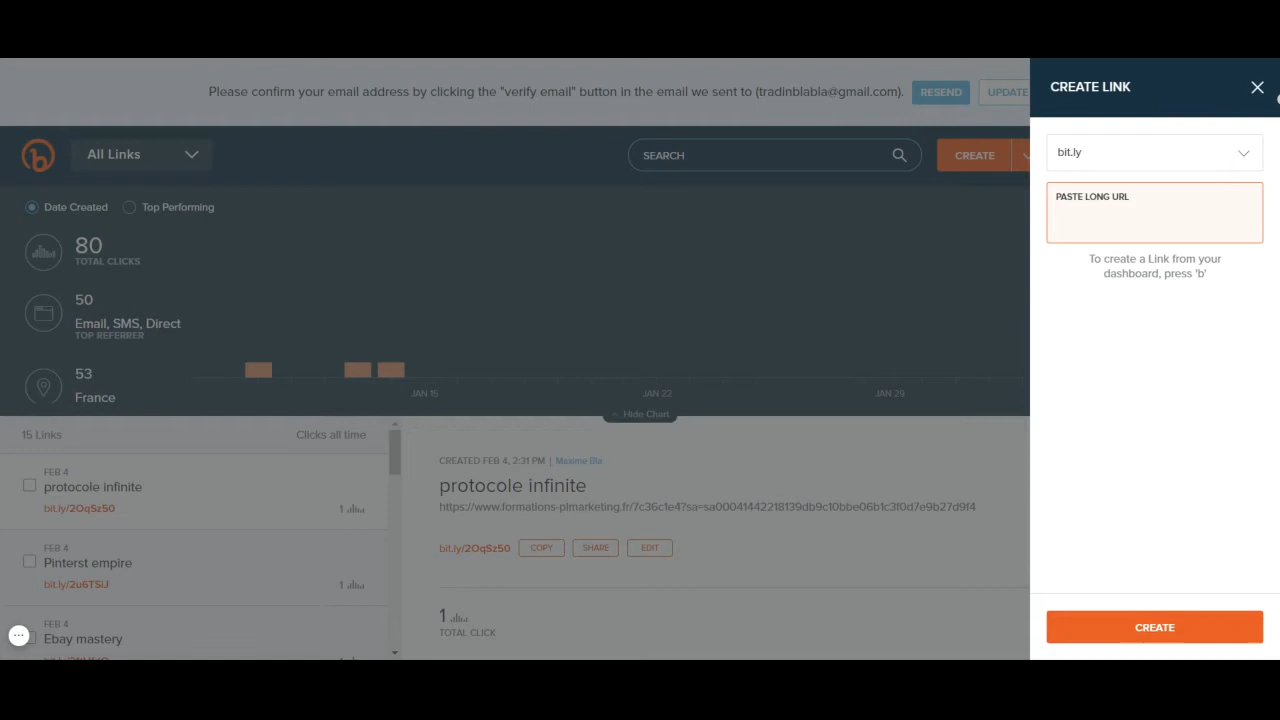 Please confirm your email address by clicking the "verify email" button in the email we sent to (tradinblabla@gmail.com).
RESEND
UPDATE
CREATE LINK
b
All Links
SEARCH
CREATE
bit.ly
PASTE LONG URL
To create a Link from your
dashboard, press 'b'
Date Created
Top Performing
80
TOTAL CLICKS
50
Email, SMS, Direct
TOP REFERRER
53
France
JAN 15
JAN 22
JAN 29
Hide Chart
15 Links
Clicks all time
FEB 4
protocole infinite
bit.ly/2OqSz50
1
FEB 4
Pinterst empire
bit.ly/2u6TSiJ
1
FEB 4
Ebay mastery
CREATED FEB 4, 2:31 PM | Maxime Bla
protocole infinite
https://www.formations-plmarketing.fr/7c36c1e4?sa=sa00041442218139db9c10bbe06b1c3f0d7e9b27d9f4
bit.ly/2OqSz50
COPY
SHARE
EDIT
1
TOTAL CLICK
CREATE